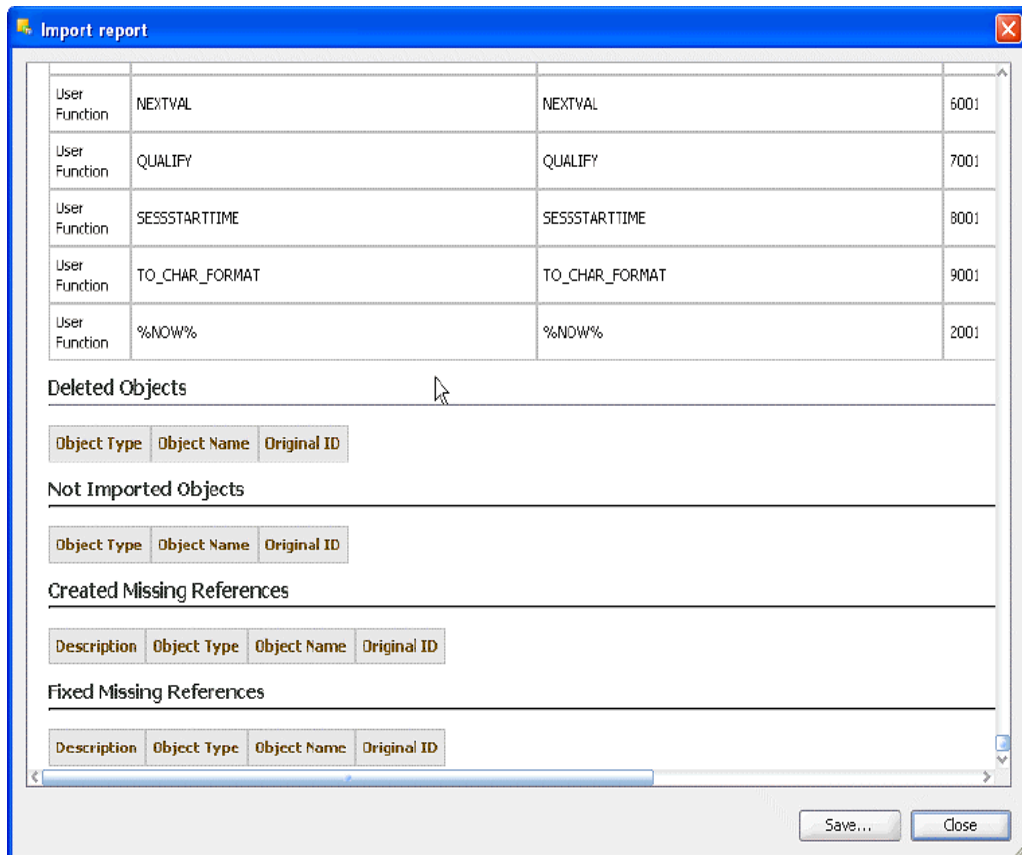 Import report
User Function NEXTVAL NEXTVAL 6001
User Function QUALIFY QUALIFY 7001
User Function SESSSTARTTIME SESSSTARTTIME 8001
User Function TO_CHAR_FORMAT TO_CHAR_FORMAT 9001
User Function %NOW% %NOW% 2001
Deleted Objects
Object Type Object Name Original ID
Not Imported Objects
Object Type Object Name Original ID
Created Missing References
Description Object Type Object Name Original ID
Fixed Missing References
Description Object Type Object Name Original ID
Save... Close